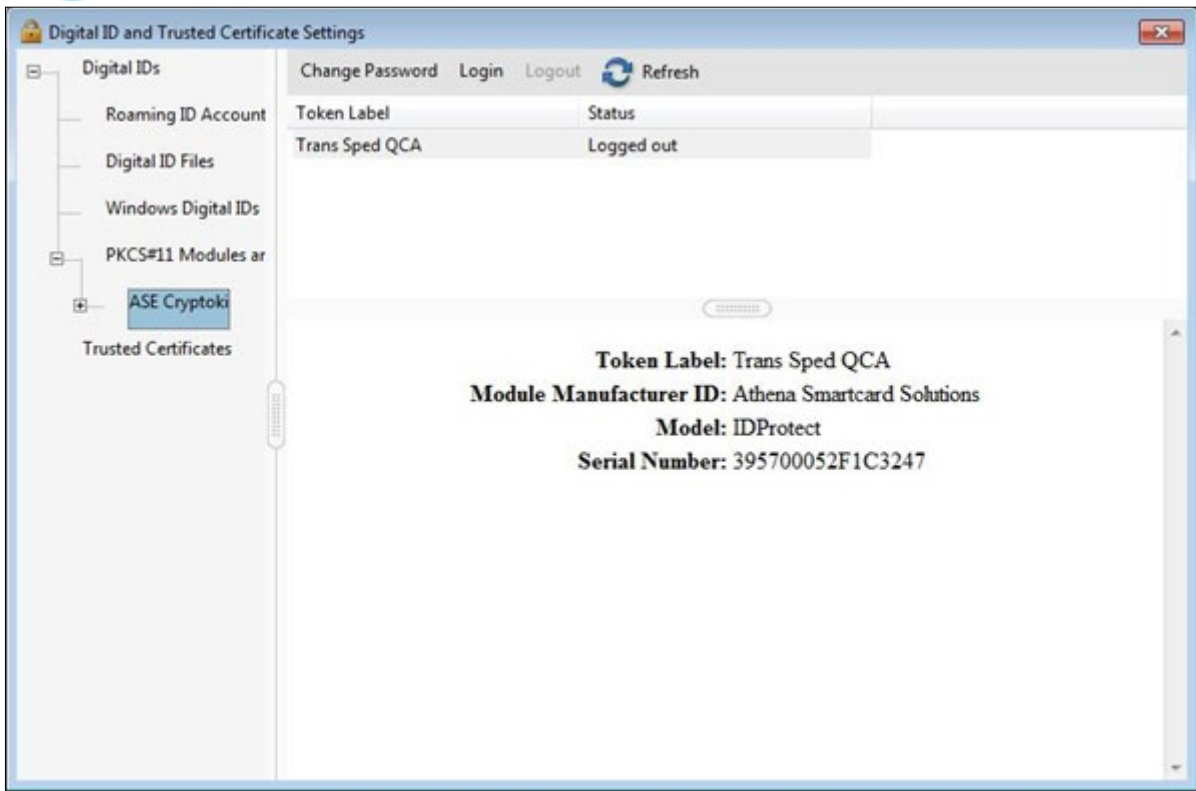 Digital ID and Trusted Certificate Settings
Digital IDs
Roaming ID Account
Digital ID Files
Windows Digital IDs
PKCS#11 Modules ar
ASE Cryptoki
Trusted Certificates
Change Password Login Logout Refresh
Token Label Status
Trans Sped QCA Logged out
Token Label: Trans Sped QCA
Module Manufacturer ID: Athena Smartcard Solutions
Model: IDProtect
Serial Number: 395700052F1C3247